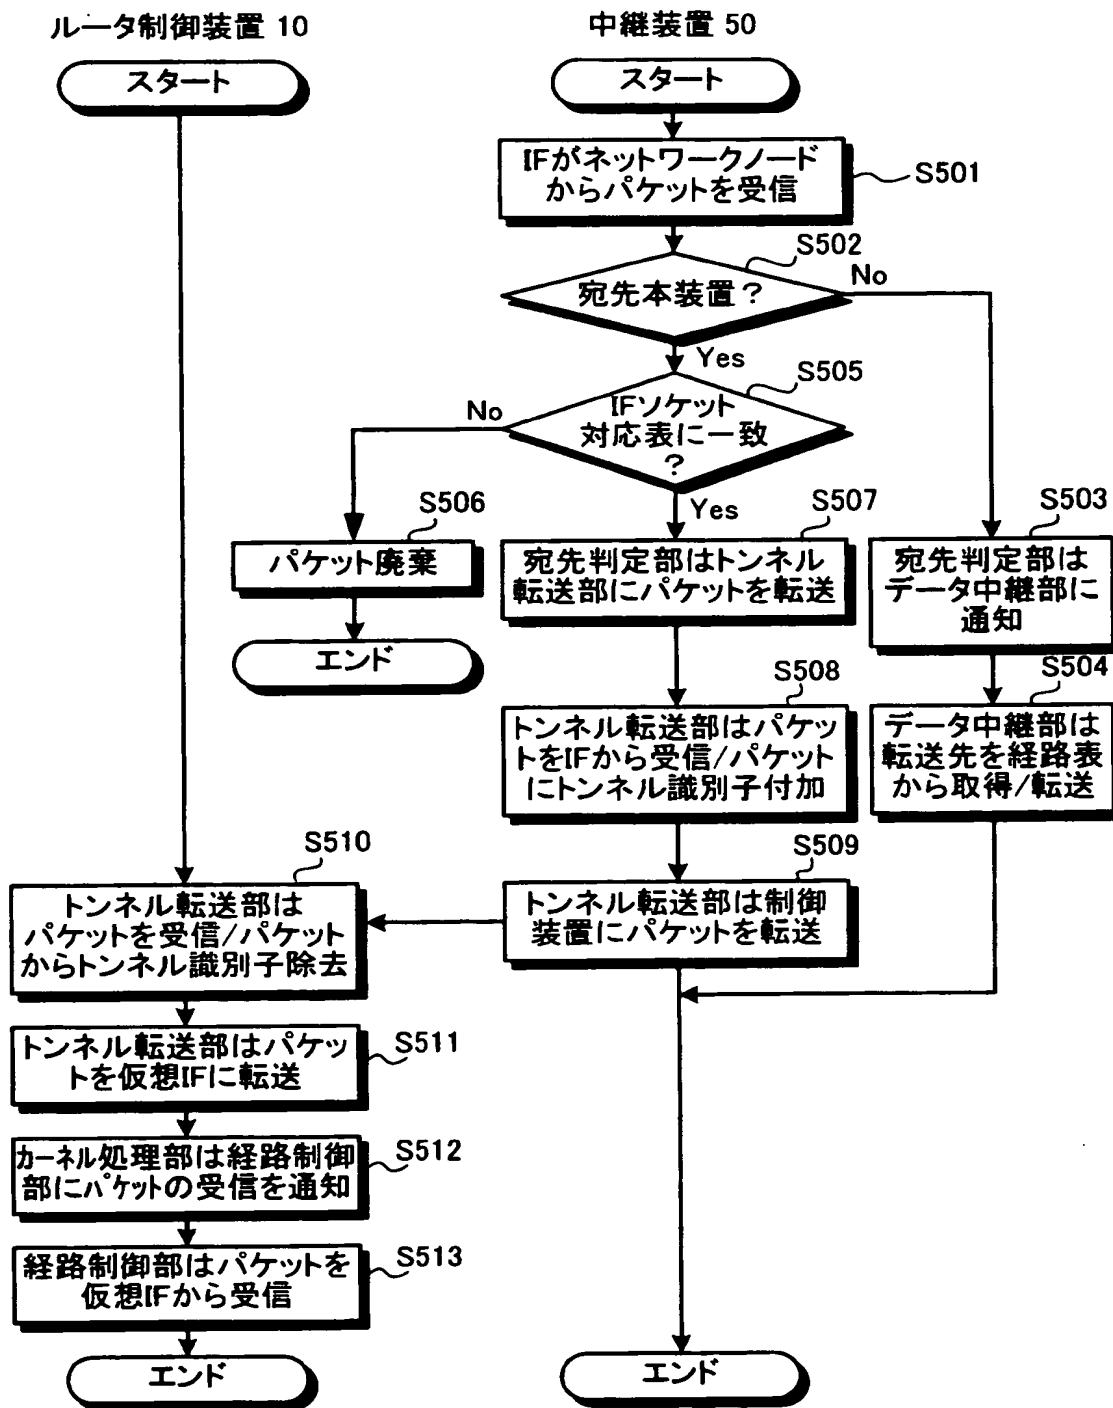 ルータ制御装置 10
スタート
中継装置 50
スタート
IFがネットワークノード
からパケットを受信
S501
宛先本装置？
S502
No
Yes
IFソケット
対応表に一致
？
S505
No
Yes
パケット廃棄
S506
エンド
宛先判定部はトンネル
転送部にパケットを転送
S507
宛先判定部は
データ中継部に
通知
S503
トンネル転送部はパケッ
トをIFから受信/パケット
にトンネル識別子付加
S508
データ中継部は
転送先を経路表
から取得/転送
S504
トンネル転送部は制御
装置にパケットを転送
S509
トンネル転送部は
パケットを受信/パケット
からトンネル識別子除去
S510
トンネル転送部はパケッ
トを仮想IFに転送
S511
カーネル処理部は経路制御
部にパケットの受信を通知
S512
経路制御部はパケットを
仮想IFから受信
S513
エンド
エンド